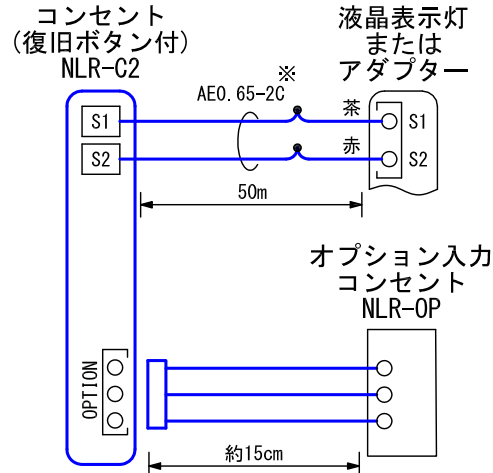 コンセント
(復旧ボタン付)
NLR-C2
液晶表示灯
または
アダプター
※
AE0.65-2C
茶
S1
S1
赤
S2
S2
50m
オプション入力
コンセント
NLR-OP
OPTION
約15cm